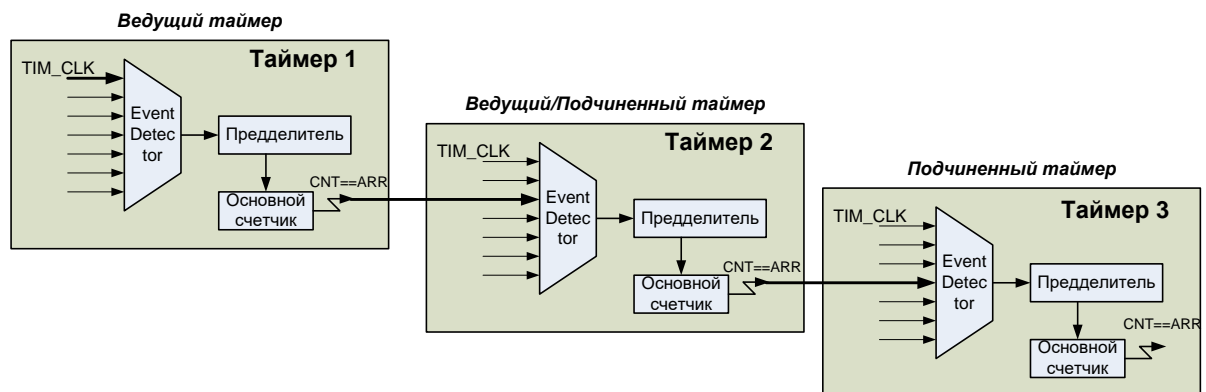 Ведущий таймер
Таймер 1
TIM_CLK
Event
Detec
tor
Предделитель
CNT==ARR
Основной
счетчик
Ведущий/Подчиненный таймер
Таймер 2
TIM_CLK
Event
Detec
tor
Предделитель
CNT==ARR
Основной
счетчик
Подчиненный таймер
Таймер 3
TIM_CLK
Event
Detec
tor
Предделитель
CNT==ARR
Основной
счетчик